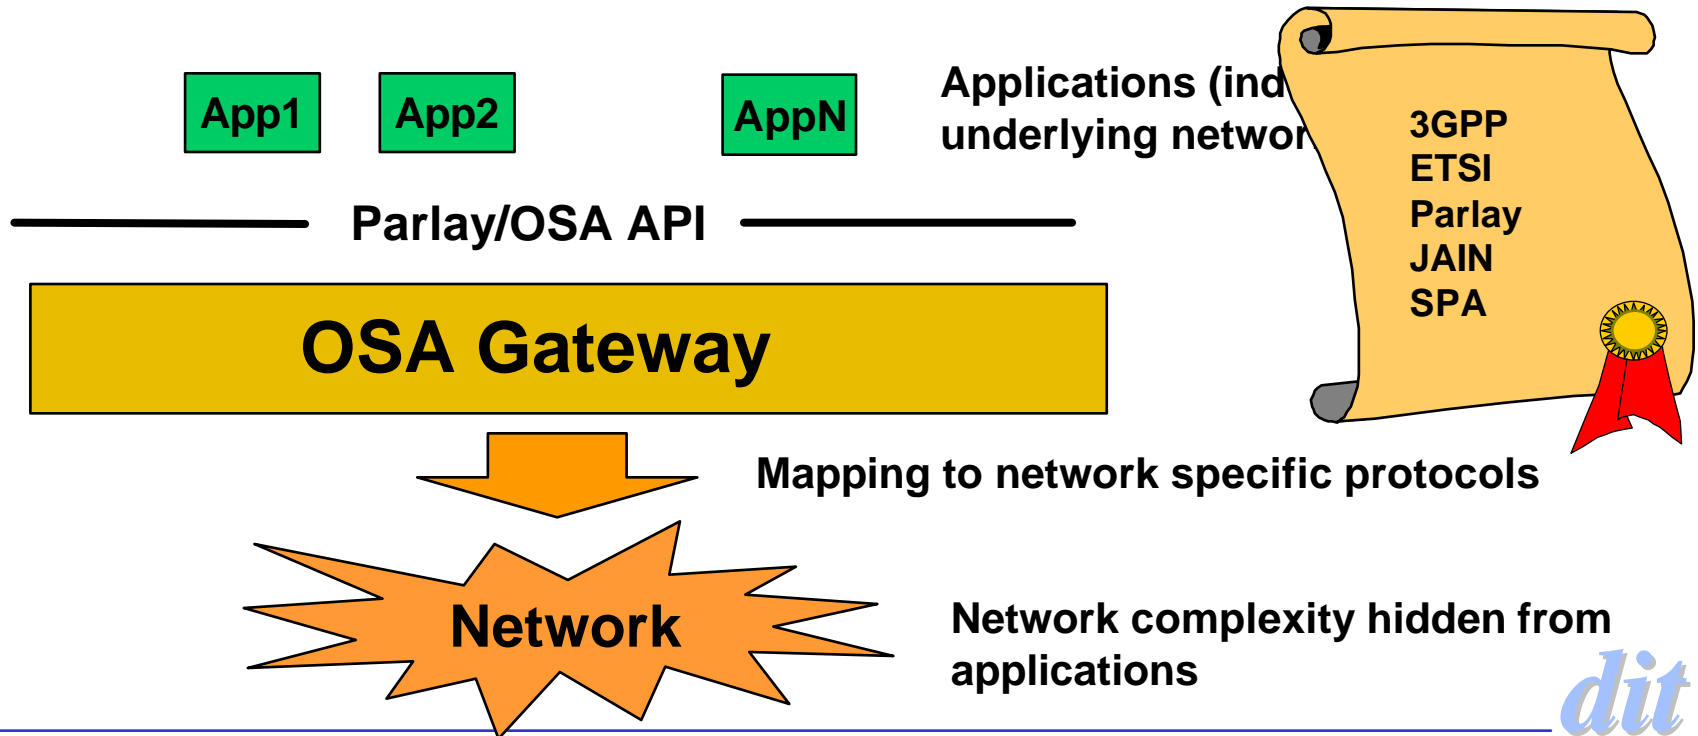 App1
App2
AppN
Applications (ind
underlying networ
3GPP
ETSI
Parlay
JAIN
SPA
Parlay/OSA API
OSA Gateway
Mapping to network specific protocols
Network
Network complexity hidden from
applications
dit